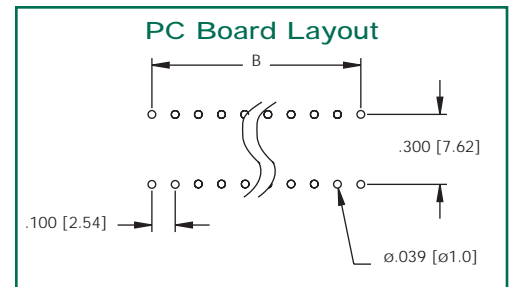 PC Board Layout
B
.300 [7.62]
.100 [2.54]
ø.039 [ø1.0]